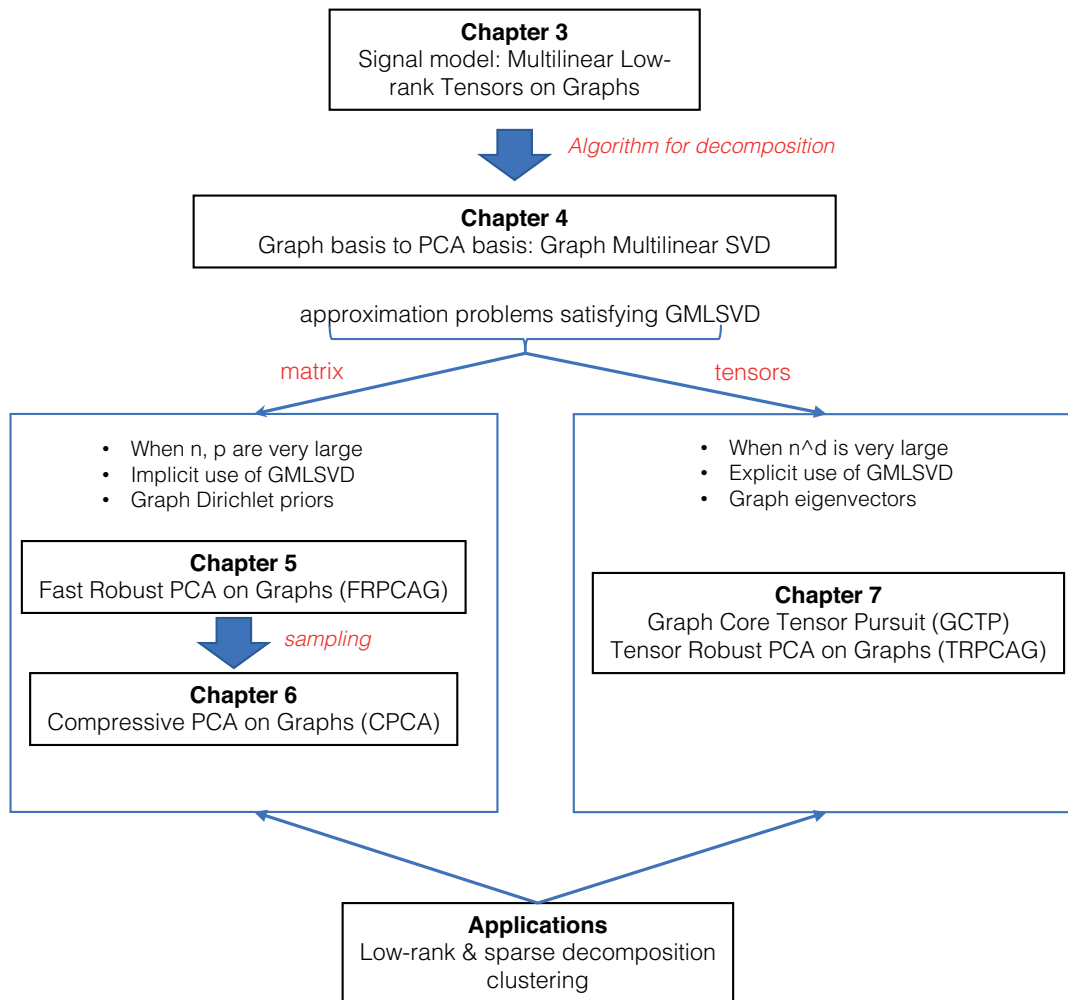 Chapter 3
Signal model: Multilinear Low-
rank Tensors on Graphs
Algorithm for decomposition
Chapter 4
Graph basis to PCA basis: Graph Multilinear SVD
approximation problems satisfying GMLSVD
matrix
tensors
• When n, p are very large
• Implicit use of GMLSVD
• Graph Dirichlet priors
Chapter 5
Fast Robust PCA on Graphs (FRPCAG)
sampling
Chapter 6
Compressive PCA on Graphs (CPCA)
• When n^d is very large
• Explicit use of GMLSVD
• Graph eigenvectors
Chapter 7
Graph Core Tensor Pursuit (GCTP)
Tensor Robust PCA on Graphs (TRPCAG)
Applications
Low-rank & sparse decomposition
clustering